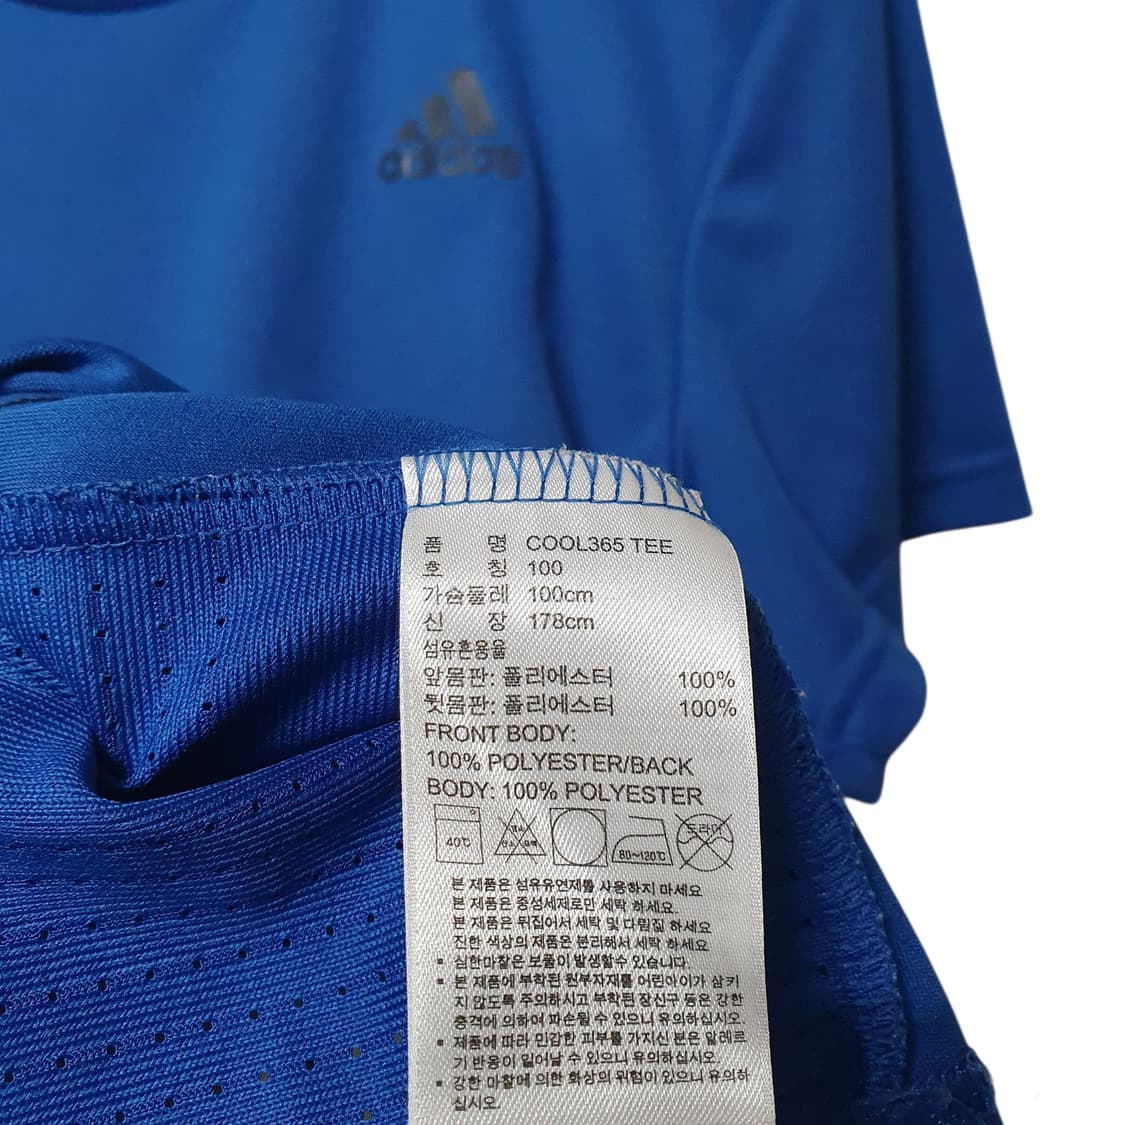 adidas
품 명 COOL365 TEE
호 칭 100
가슴둘레 100cm
신 장 178cm
섬유혼용율
앞몸판: 폴리에스터 100%
뒷몸판: 폴리에스터 100%
FRONT BODY:
100% POLYESTER/BACK
BODY: 100% POLYESTER
40℃ 염소 산소 표백 80~120℃ 드라이
본 제품은 섬유유연제를 사용하지 마세요
본 제품은 중성세제로만 세탁 하세요.
본 제품은 뒤집어서 세탁 및 다림질 하세요
진한 색상의 제품은 분리해서 세탁 하세요
▪ 심한마찰은 보풀이 발생할수 있습니다.
▪ 본 제품에 부착된 원부자재를 어린아이가 삼키
지 않도록 주의하시고 부착된 장신구 등은 강한
충격에 의하여 파손될 수 있으니 유의하십시오
▪ 제품에 따라 민감한 피부를 가지신 분은 알레르
기 반응이 일어날 수 있으니 유의하십시오.
▪ 강한 마찰에 의한 화상의 위험이 있으니 유의하
십시오.